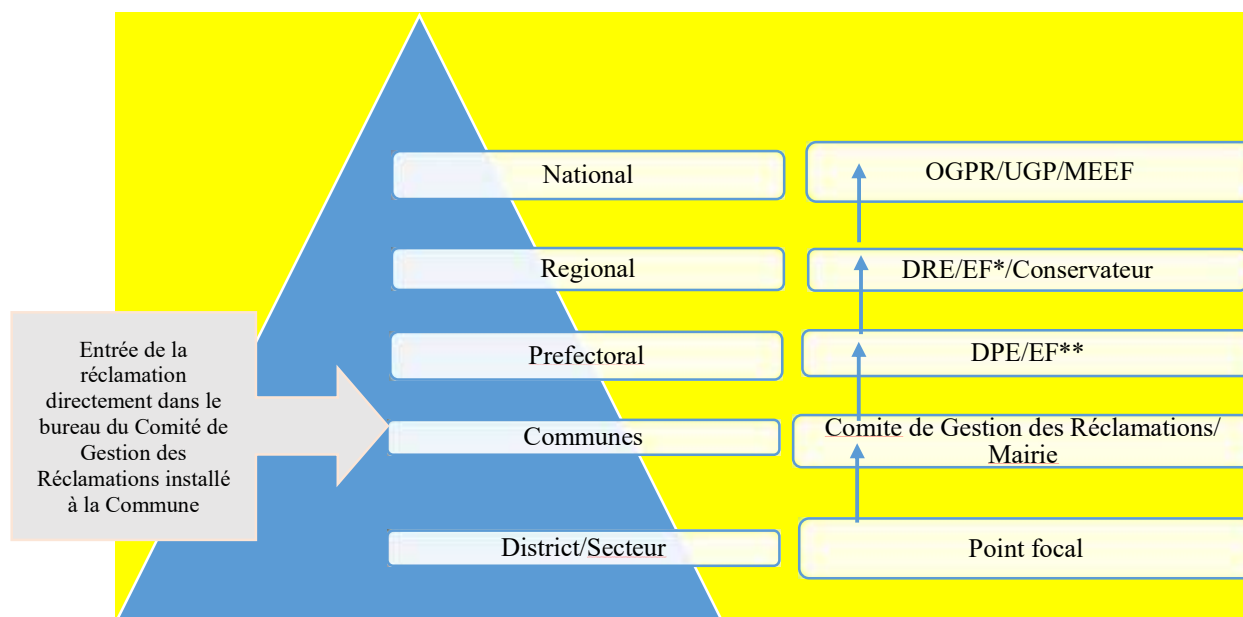 National
OGPR/UGP/MEEF
Regional
DRE/EF*/Conservateur
Entrée de la
réclamation
directement dans le
bureau du Comité de
Gestion des
Réclamations installé
à la Commune
Prefectoral
DPE/EF**
Communes
Comite de Gestion des Réclamations/
Mairie
District/Secteur
Point focal